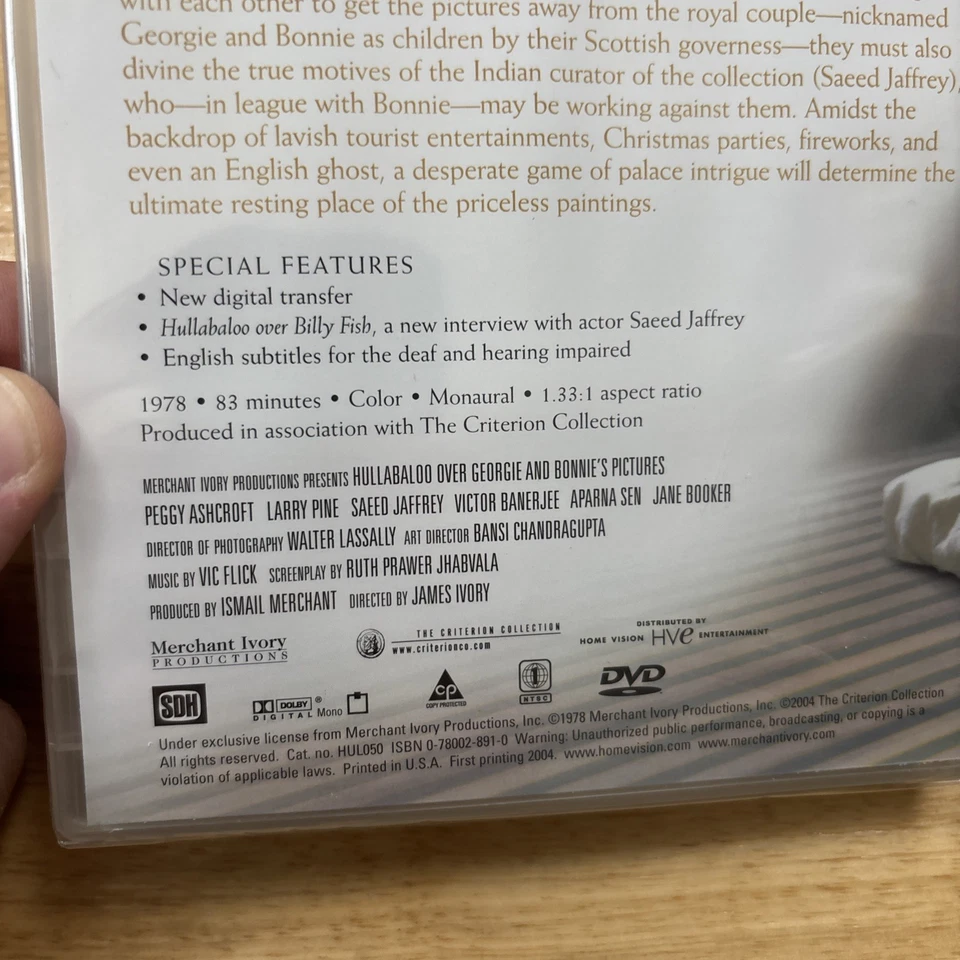 with each other to get the pictures away from the royal couple—nicknamed
Georgie and Bonnie as children by their Scottish governess—they must also
divine the true motives of the Indian curator of the collection (Saeed Jaffrey),
who—in league with Bonnie—may be working against them. Amidst the
backdrop of lavish tourist entertainments, Christmas parties, fireworks, and
even an English ghost, a desperate game of palace intrigue will determine the
ultimate resting place of the priceless paintings.
SPECIAL FEATURES
• New digital transfer
• Hullabaloo over Billy Fish, a new interview with actor Saeed Jaffrey
• English subtitles for the deaf and hearing impaired
1978 • 83 minutes • Color • Monaural • 1.33:1 aspect ratio
Produced in association with The Criterion Collection
MERCHANT IVORY PRODUCTIONS PRESENTS HULLABALOO OVER GEORGIE AND BONNIE'S PICTURES
PEGGY ASHCROFT LARRY PINE SAEED JAFFREY VICTOR BANERJEE APARNA SEN JANE BOOKER
DIRECTOR OF PHOTOGRAPHY WALTER LASSALLY ART DIRECTOR BANSI CHANDRAGUPTA
MUSIC BY VIC FLICK SCREENPLAY BY RUTH PRAWER JHABVALA
PRODUCED BY ISMAIL MERCHANT DIRECTED BY JAMES IVORY
Merchant Ivory
PRODUCTIONS
THE CRITERION COLLECTION
www.criterionco.com
DISTRIBUTED BY
HOME VISION HVe ENTERTAINMENT
SDH
DOLBY
DIGITAL Mono
CP
COPY PROTECTED
1
NTSC
DVD
Under exclusive license from Merchant Ivory Productions, Inc. ©1978 Merchant Ivory Productions, Inc. ©2004 The Criterion Collection
All rights reserved. Cat. no. HUL050 ISBN 0-78002-891-0 Warning: Unauthorized public performance, broadcasting, or copying is a
violation of applicable laws. Printed in U.S.A. First printing 2004. www.homevision.com www.merchantivory.com